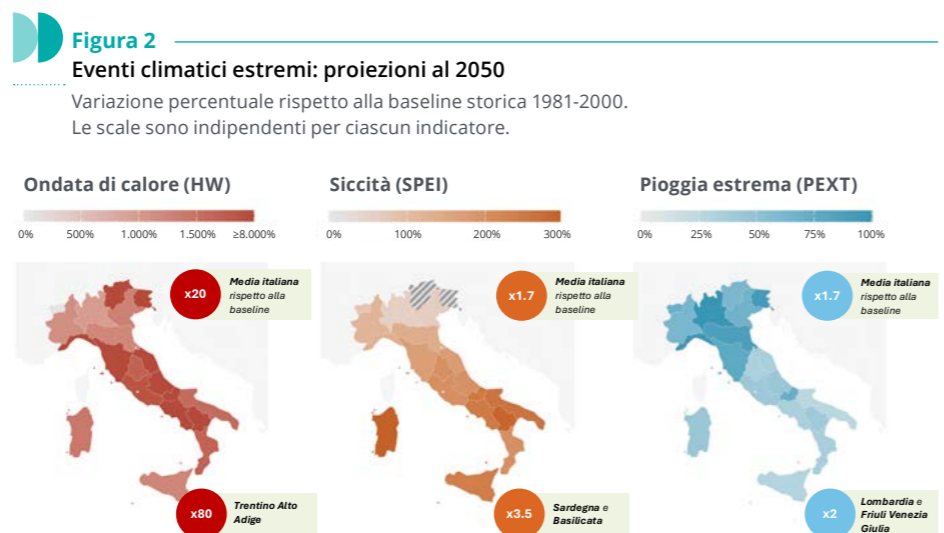 Figura 2
Eventi climatici estremi: proiezioni al 2050
Variazione percentuale rispetto alla baseline storica 1981-2000.
Le scale sono indipendenti per ciascun indicatore.
Ondata di calore (HW)
0% 500% 1.000% 1.500% ≥8.000%
x20
Media italiana
rispetto alla
baseline
x80
Trentino Alto
Adige
Siccità (SPEI)
0% 100% 200% 300%
x1.7
Media italiana
rispetto alla
baseline
x3.5
Sardegna e
Basilicata
Pioggia estrema (PEXT)
0% 25% 50% 75% 100%
x1.7
Media italiana
rispetto alla
baseline
x2
Lombardia e
Friuli Venezia
Giulia